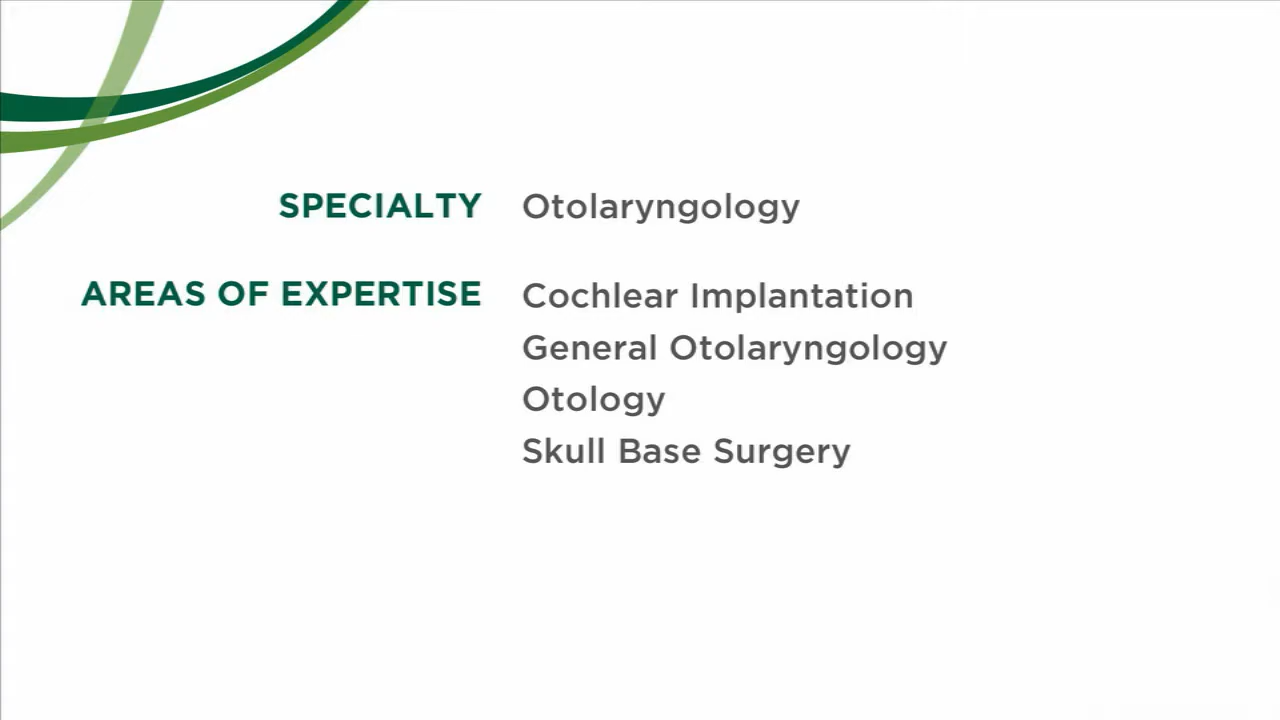 SPECIALTY Otolaryngology
AREAS OF EXPERTISE Cochlear Implantation
General Otolaryngology
Otology
Skull Base Surgery